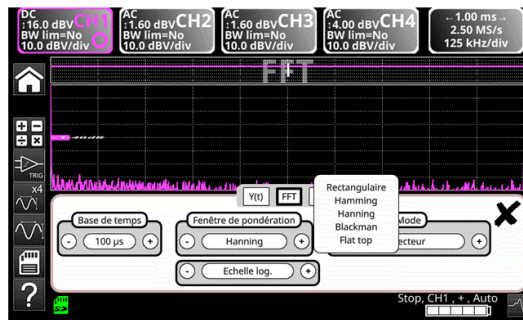 DC
:16.0 dBV CH1
BW lim=No
10.0 dBV/div
AC
:1.60 dBV CH2
BW lim=No
10.0 dBV/div
AC
:1.60 dBV CH3
BW lim=No
10.0 dBV/div
AC
:4.00 dBV CH4
BW lim=No
10.0 dBV/div
←1.00 ms→
2.50 MS/s
125 kHz/div
FFT
TRIG
x4
-40dB
Y(t)
FFT
Rectangulaire
Hamming
Hanning
Blackman
Flat top
Base de temps
- 100 µs +
Fenêtre de pondération
- Hanning +
- Echelle log. +
Mode
ecteur +
?
Stop, CH1 , + , Auto